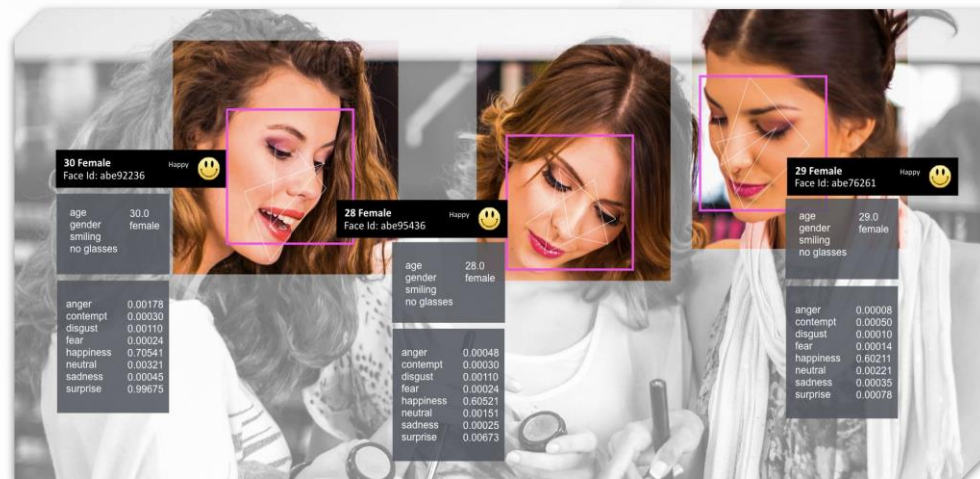 30 Female
Happy
Face Id: abe92236
age 30.0
gender female
smiling
no glasses
anger 0.00178
contempt 0.00030
disgust 0.00110
fear 0.00024
happiness 0.70541
neutral 0.00321
sadness 0.00045
surprise 0.99675
28 Female
Happy
Face Id: abe95436
age 28.0
gender female
smiling
no glasses
anger 0.00048
contempt 0.00030
disgust 0.00110
fear 0.00024
happiness 0.60521
neutral 0.00151
sadness 0.00025
surprise 0.00673
29 Female
Happy
Face Id: abe76261
age 29.0
gender female
smiling
no glasses
anger 0.00008
contempt 0.00050
disgust 0.00010
fear 0.00014
happiness 0.60211
neutral 0.00221
sadness 0.00035
surprise 0.00078